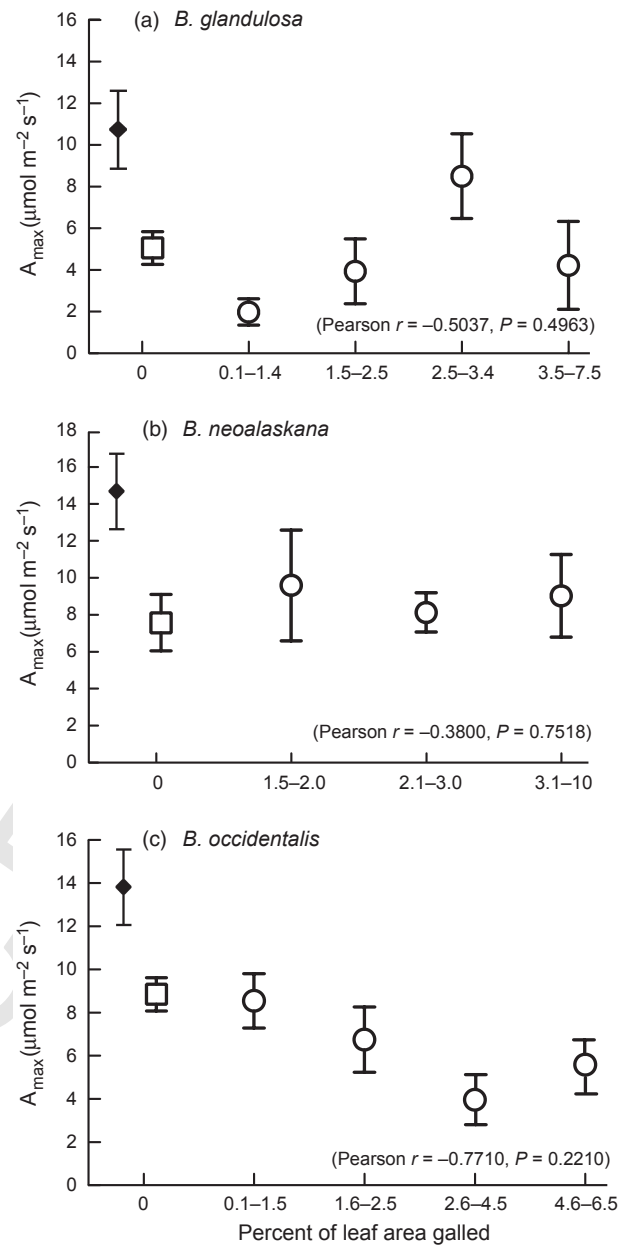 (a) B. glandulosa
16
14
12
10
8
6
4
2
0
A_max (µmol m⁻² s⁻¹)
(Pearson r = –0.5037, P = 0.4963)
0 0.1–1.4 1.5–2.5 2.5–3.4 3.5–7.5
(b) B. neoalaskana
18
16
14
12
10
8
6
4
2
0
A_max (µmol m⁻² s⁻¹)
(Pearson r = –0.3800, P = 0.7518)
0 1.5–2.0 2.1–3.0 3.1–10
(c) B. occidentalis
16
14
12
10
8
6
4
2
0
A_max (µmol m⁻² s⁻¹)
(Pearson r = –0.7710, P = 0.2210)
0 0.1–1.5 1.6–2.5 2.6–4.5 4.6–6.5
Percent of leaf area galled